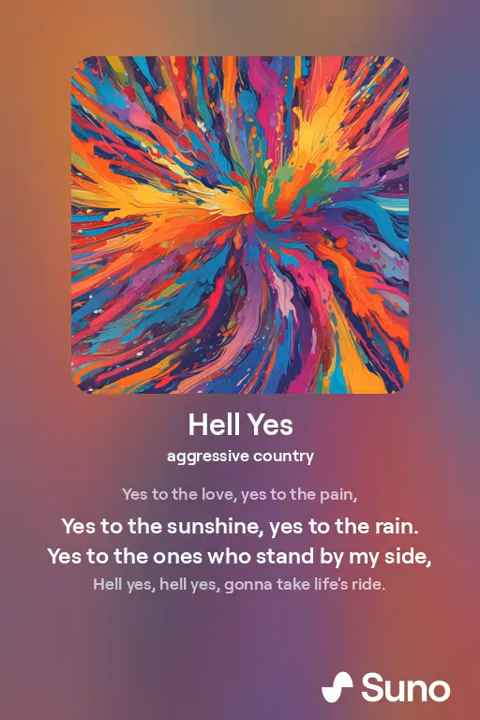 Hell Yes
aggressive country
Yes to the love, yes to the pain,
Yes to the sunshine, yes to the rain.
Yes to the ones who stand by my side,
Hell yes, hell yes, gonna take life's ride.
Suno